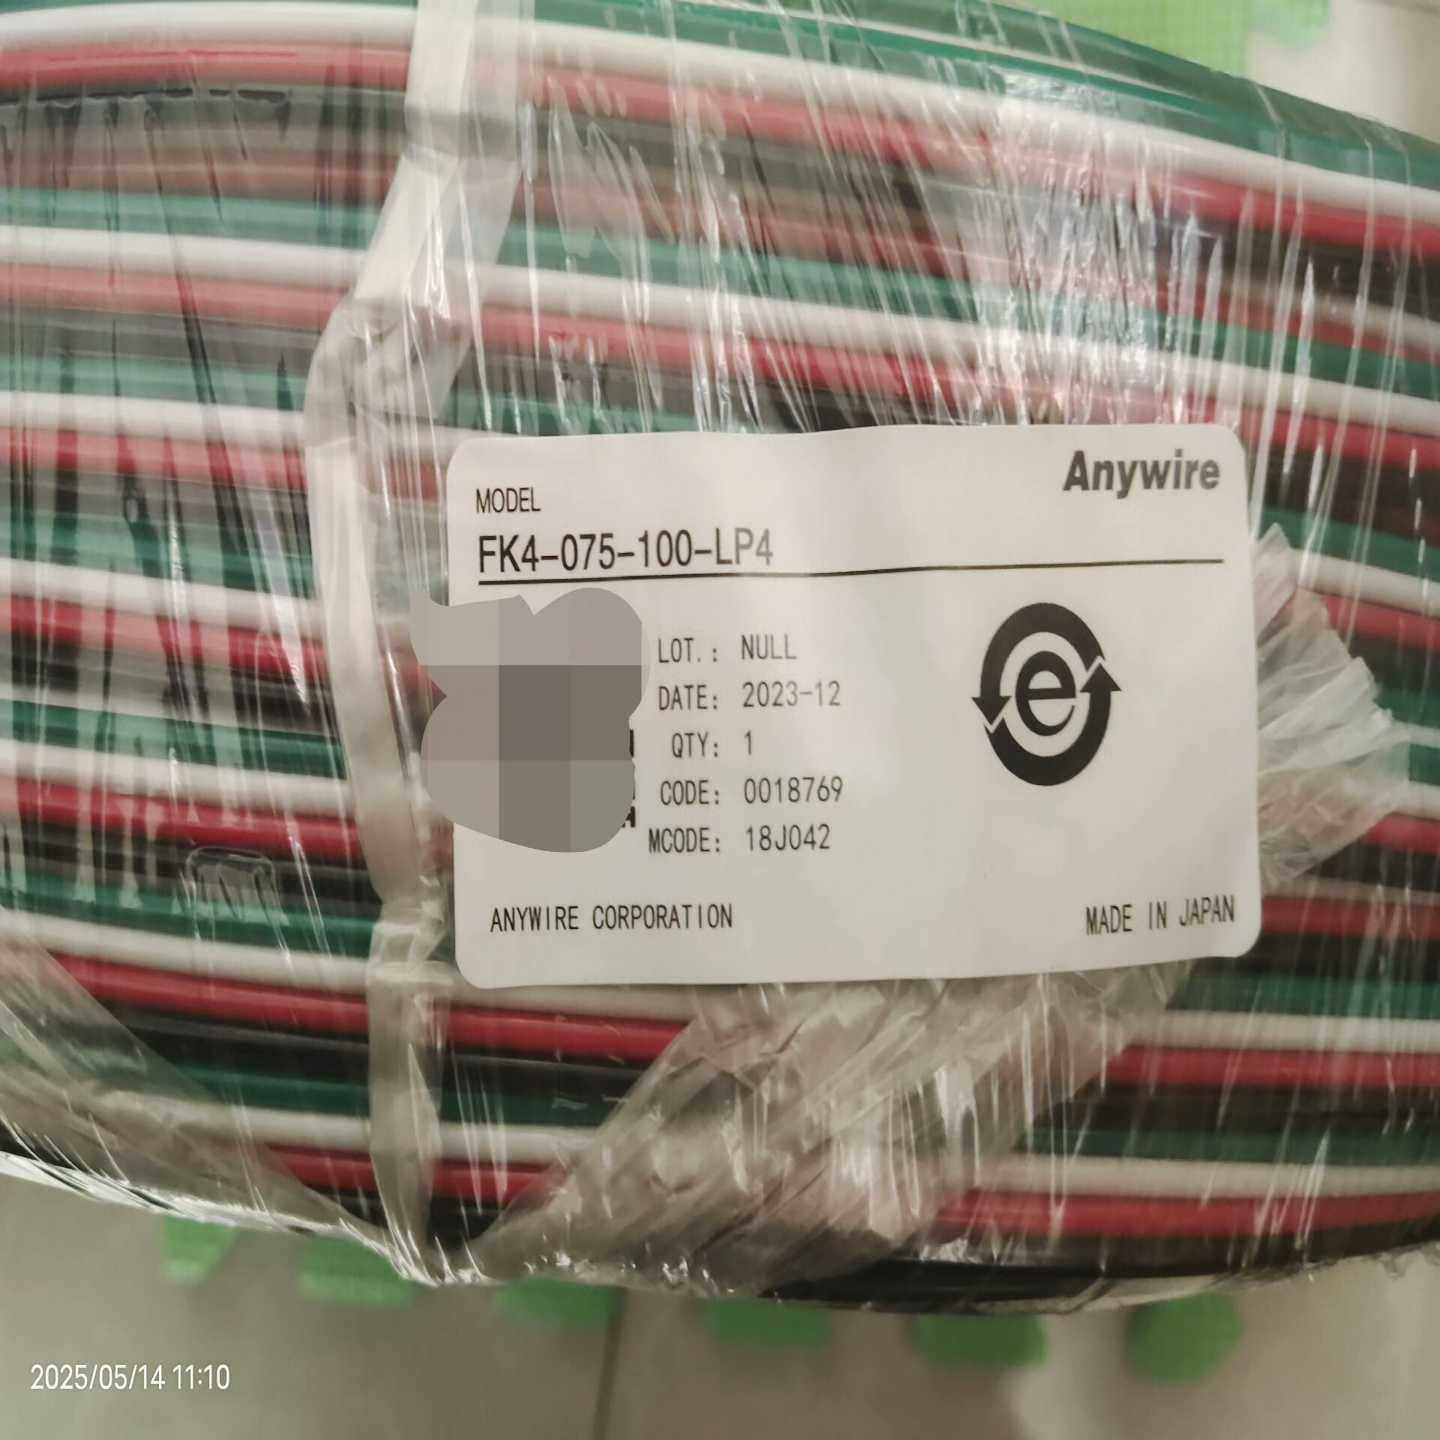 Anywire
MODEL
FK4-075-100-LP4
LOT.: NULL
DATE: 2023-12
QTY: 1
CODE: 0018769
MCODE: 18J042
e
ANYWIRE CORPORATION
MADE IN JAPAN
2025/05/14 11:10